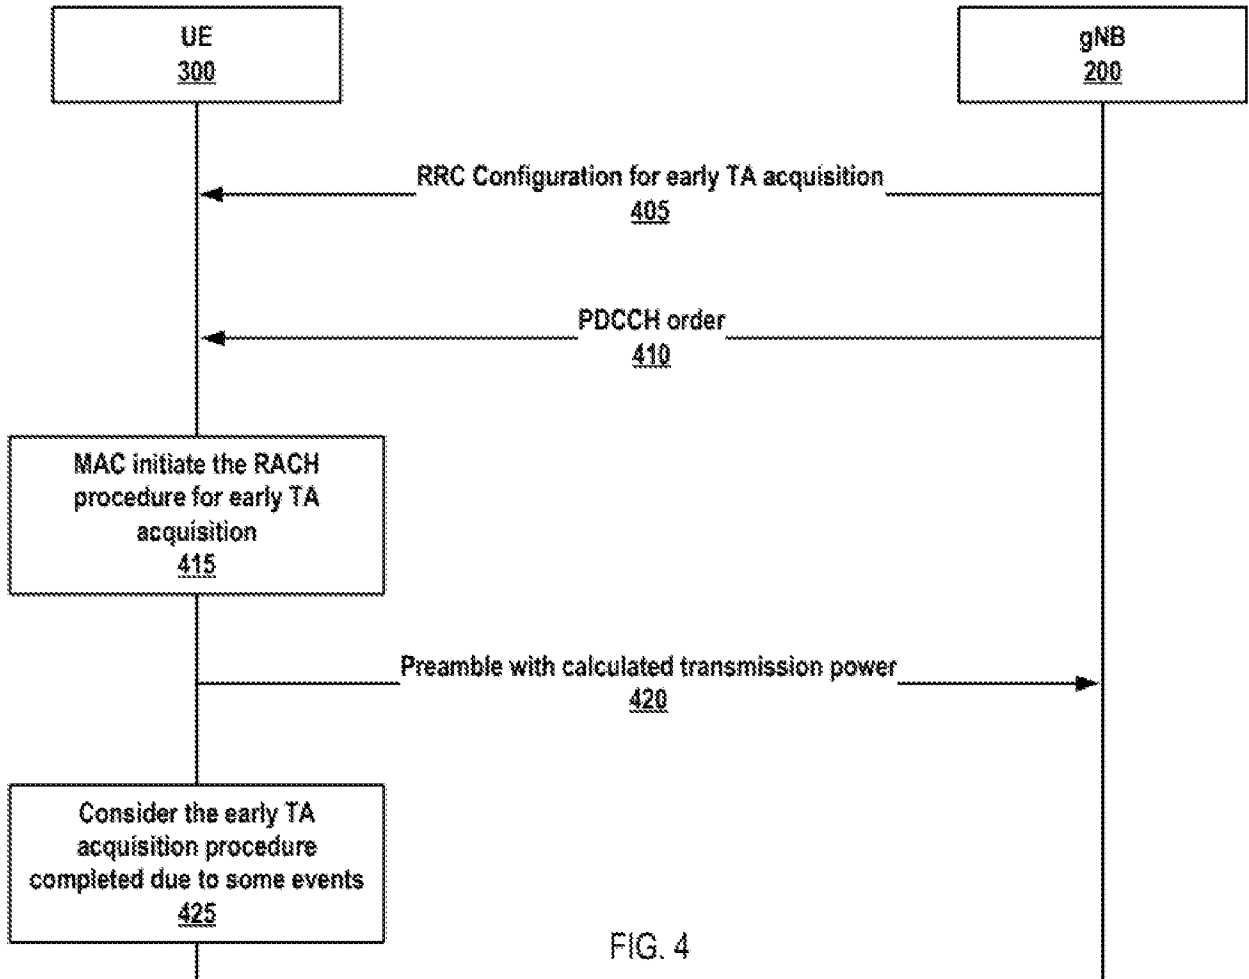 UE
300
gNB
200
RRC Configuration for early TA acquisition
405
PDCCH order
410
MAC initiate the RACH
procedure for early TA
acquisition
415
Preamble with calculated transmission power
420
Consider the early TA
acquisition procedure
completed due to some events
425
FIG. 4